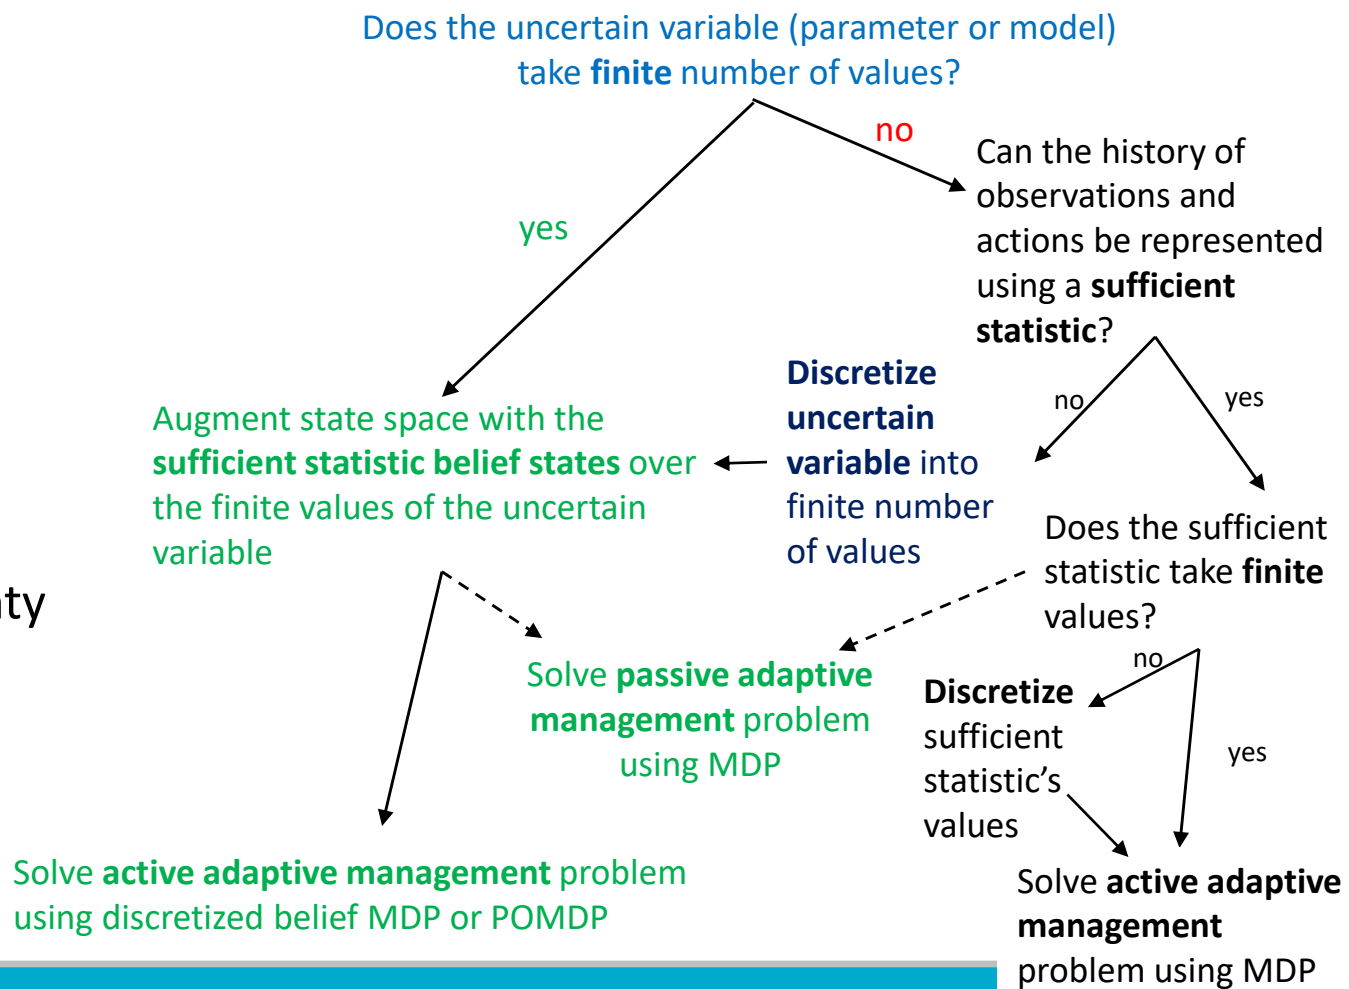 Does the uncertain variable (parameter or model)
take finite number of values?
no
Can the history of
observations and
actions be represented
using a sufficient
statistic?
yes
Discretize
uncertain
variable into
finite number
of values
no
yes
Augment state space with the
sufficient statistic belief states over
the finite values of the uncertain
variable
Does the sufficient
statistic take finite
values?
nty
Solve passive adaptive
management problem
using MDP
no
Discretize
sufficient
statistic's
values
yes
Solve active adaptive management problem
using discretized belief MDP or POMDP
Solve active adaptive
management
problem using MDP